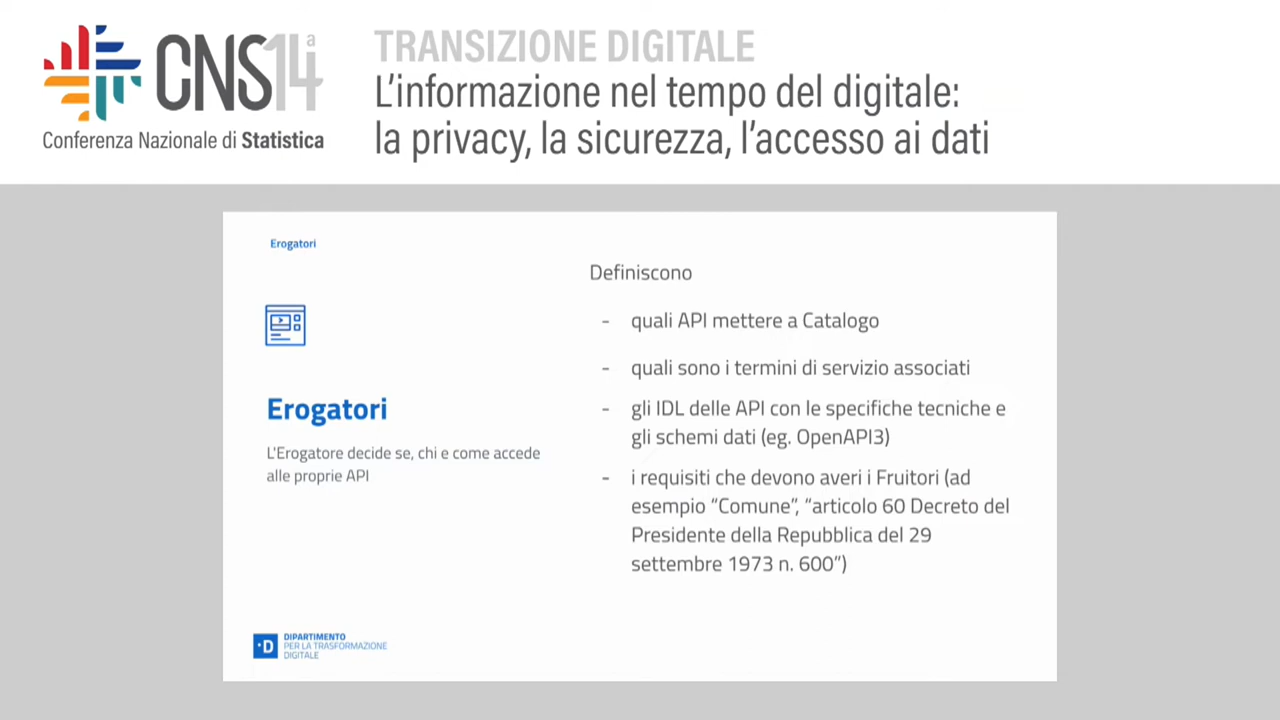 CNS14a
Conferenza Nazionale di Statistica
TRANSIZIONE DIGITALE
L'informazione nel tempo del digitale:
la privacy, la sicurezza, l'accesso ai dati
Erogatori
Erogatori
L'Erogatore decide se, chi e come accede
alle proprie API
Definiscono
- quali API mettere a Catalogo
- quali sono i termini di servizio associati
- gli IDL delle API con le specifiche tecniche e
gli schemi dati (eg. OpenAPI3)
- i requisiti che devono averi i Fruitori (ad
esempio “Comune”, “articolo 60 Decreto del
Presidente della Repubblica del 29
settembre 1973 n. 600”)
D
DIPARTIMENTO
PER LA TRASFORMAZIONE
DIGITALE